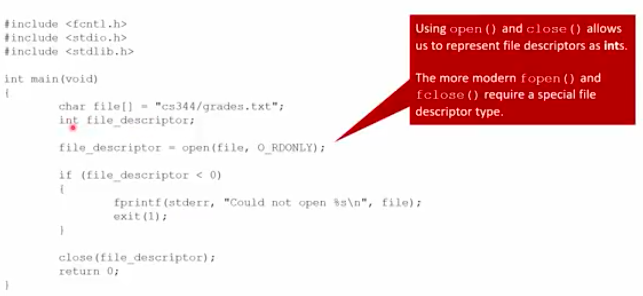 #include <fcntl.h>
#include <stdio.h>
#include <stdlib.h>
int main(void)
{
char file[] = "cs344/grades.txt";
int file_descriptor;
file_descriptor = open(file, O_RDONLY);
if (file_descriptor < 0)
{
fprintf(stderr, "Could not open %s\n", file);
exit(1);
}
close(file_descriptor);
return 0;
}
Using open() and close() allows
us to represent file descriptors as ints.
The more modern fopen() and
fclose() require a special file
descriptor type.